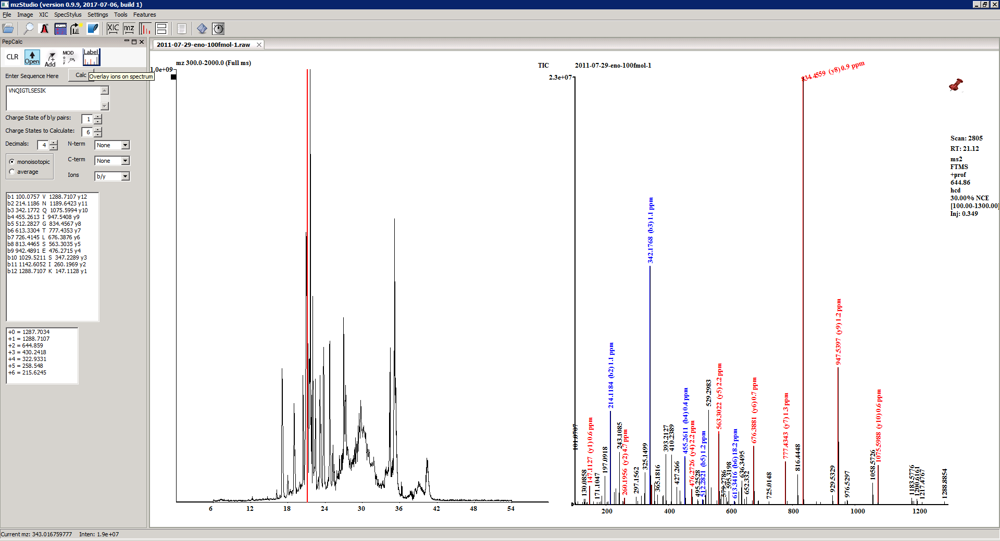 mzStudio (version 0.9.9, 2017-07-06, build 1)
File Image XIC SpecStylus Settings Tools Features
XIC mz
PepCalc
CLR Open Add MOD Label
Enter Sequence Here Calc
Overlay ions on spectrum
VNQIGTLSESIK
Charge State of b\y pairs: 1
Charge States to Calculate: 6
Decimals: 4 N-term None
monoisotopic C-term None
average Ions b/y
b1 100.0757 V 1288.7107 y12
b2 214.1186 N 1189.6423 y11
b3 342.1772 Q 1075.5994 y10
b4 455.2613 I 947.5408 y9
b5 512.2827 G 834.4567 y8
b6 613.3304 T 777.4353 y7
b7 726.4145 L 676.3876 y6
b8 813.4465 S 563.3035 y5
b9 942.4891 E 476.2715 y4
b10 1029.5211 S 347.2289 y3
b11 1142.6052 I 260.1969 y2
b12 1288.7107 K 147.1128 y1
+0 = 1287.7034
+1 = 1288.7107
+2 = 644.859
+3 = 430.2418
+4 = 322.9331
+5 = 258.548
+6 = 215.6245
2011-07-29-eno-100fmol-1.raw
mz 300.0-2000.0 (Full ms) TIC
1.0e+09
6 12 18 24 30 36 42 48 54
2011-07-29-eno-100fmol-1
2.3e+07
101.0707
130.0858
147.1127 (y1) 0.6 ppm
171.1047
197.0918
214.1184 (b2) 1.1 ppm
243.1085
260.1956 (y2) 4.7 ppm
297.1562
325.1499
342.1768 (b3) 1.1 ppm
365.1816
393.2127
410.2389
427.266
455.2611 (b4) 0.4 ppm
476.2726 (y4) 2.2 ppm
495.2528
512.2821 (b5) 1.2 ppm
529.2983
563.3022 (y5) 2.2 ppm
579.2786
595.3198
613.3416 (b6) 18.2 ppm
636.3495
652.332
676.3881 (y6) 0.7 ppm
725.0148
777.4343 (y7) 1.3 ppm
816.4448
834.4559 (y8) 0.9 ppm
929.5329
947.5397 (y9) 1.2 ppm
976.5297
1058.5726
1075.5988 (y10) 0.6 ppm
1183.5776
1200.6161
1217.4767
1288.8854
200 400 600 800 1000 1200
Scan: 2805
RT: 21.12
ms2
FTMS
+prof
644.86
hcd
30.00% NCE
[100.00-1300.00]
Inj: 0.349
Current mz: 343.016759777 Inten: 1.9e+07